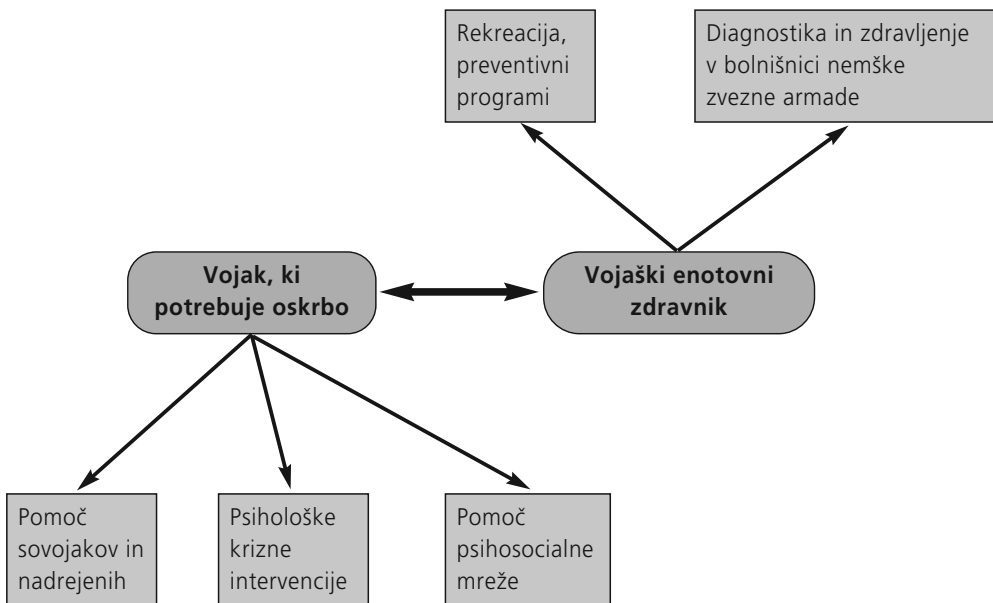 Rekreacija,
preventivni
programi
Diagnostika in zdravljenje
v bolnišnici nemške
zvezne armade
Vojak, ki
potrebuje oskrbo
Vojaški enotovni
zdravnik
Pomoč
sovojakov in
nadrejenih
Psihološke
krizne
intervencije
Pomoč
psihosocialne
mreže